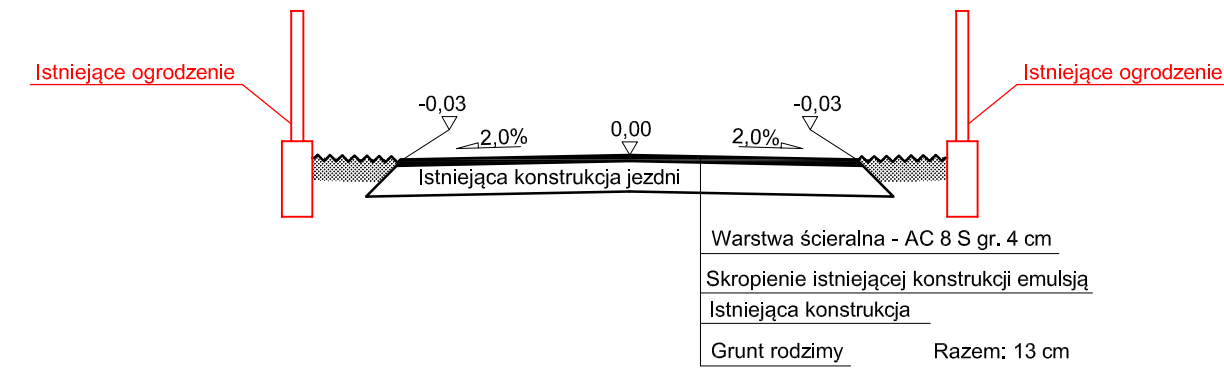 Istniejące ogrodzenie
Istniejące ogrodzenie
-0,03
-0,03
0,00
2,0%
2,0%
Istniejąca konstrukcja jezdni
Warstwa ścieralna - AC 8 S gr. 4 cm
Skropienie istniejącej konstrukcji emulsją
Istniejąca konstrukcja
Grunt rodzimy Razem: 13 cm